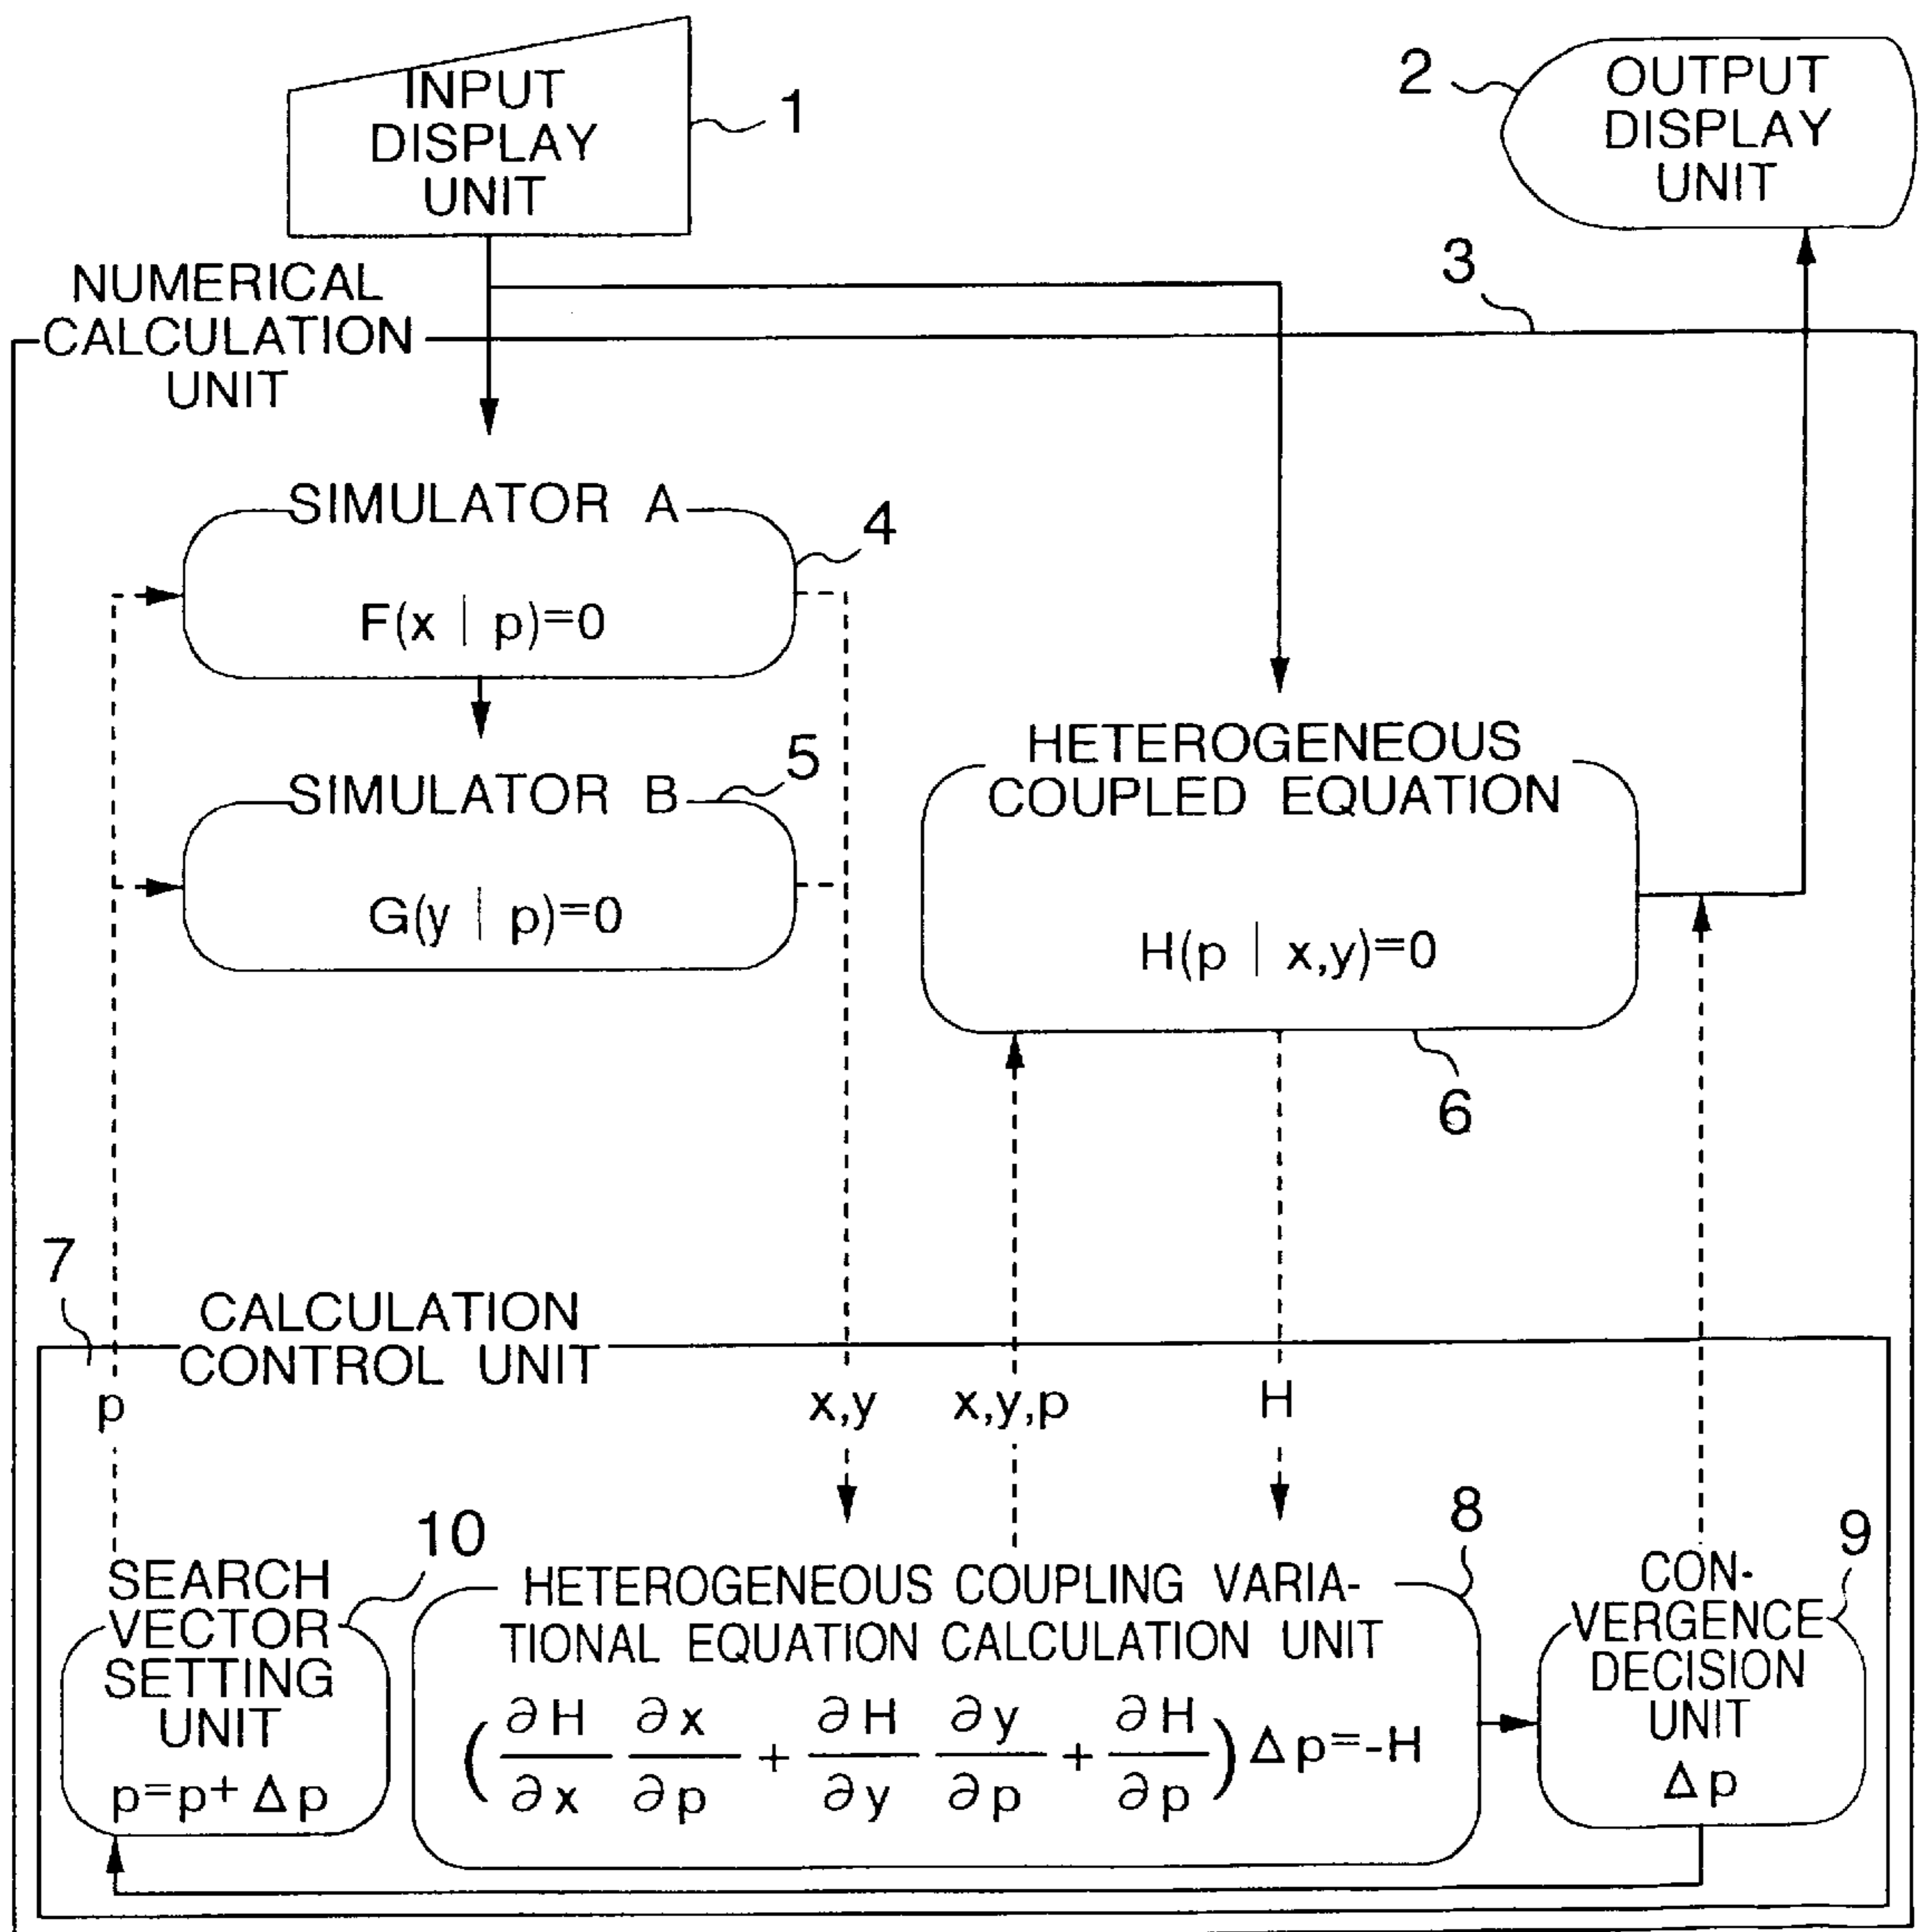 INPUT
DISPLAY
UNIT
1
2
OUTPUT
DISPLAY
UNIT
NUMERICAL
CALCULATION
UNIT
3
SIMULATOR A
4
F(x | p)=0
SIMULATOR B
5
G(y | p)=0
HETEROGENEOUS
COUPLED EQUATION
H(p | x,y)=0
6
7
CALCULATION
CONTROL UNIT
p
x,y
x,y,p
H
10
SEARCH
VECTOR
SETTING
UNIT
p=p+ Δp
8
HETEROGENEOUS COUPLING VARIA-
TIONAL EQUATION CALCULATION UNIT
(∂H/∂x ∂x/∂p + ∂H/∂y ∂y/∂p + ∂H/∂p) Δp=-H
9
CON-
VERGENCE
DECISION
UNIT
Δp